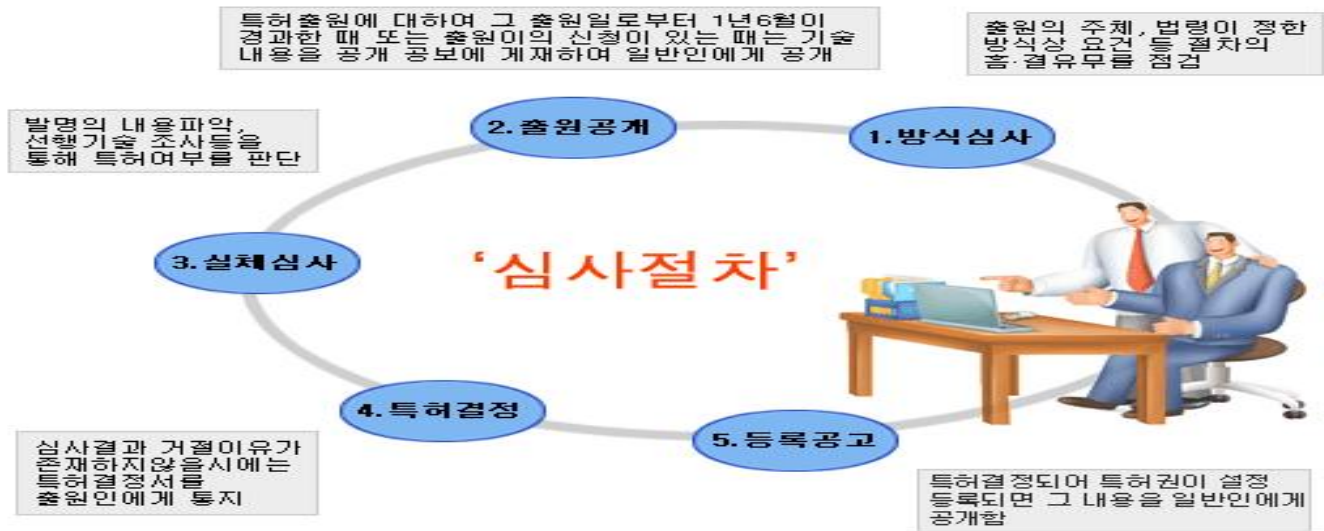 특허출원에 대하여 그 출원일로부터 1년6월이
경과한 때 또는 출원이의 신청이 있는 때는 기술
내용을 공개 공보에 게재하여 일반인에게 공개
출원의 주체, 법령이 정한
방식상 요건 등 절차의
흠·결유무를 점검
발명의 내용파악,
선행기술 조사등을
통해 특허여부를 판단
2.출원공개
1.방식심사
3.실체심사
‘심사절차’
4.특허결정
5.등록공고
심사결과 거절이유가
존재하지않을시에는
특허결정서를
출원인에게 통지
특허결정되어 특허권이 설정
등록되면 그 내용을 일반인에게
공개함